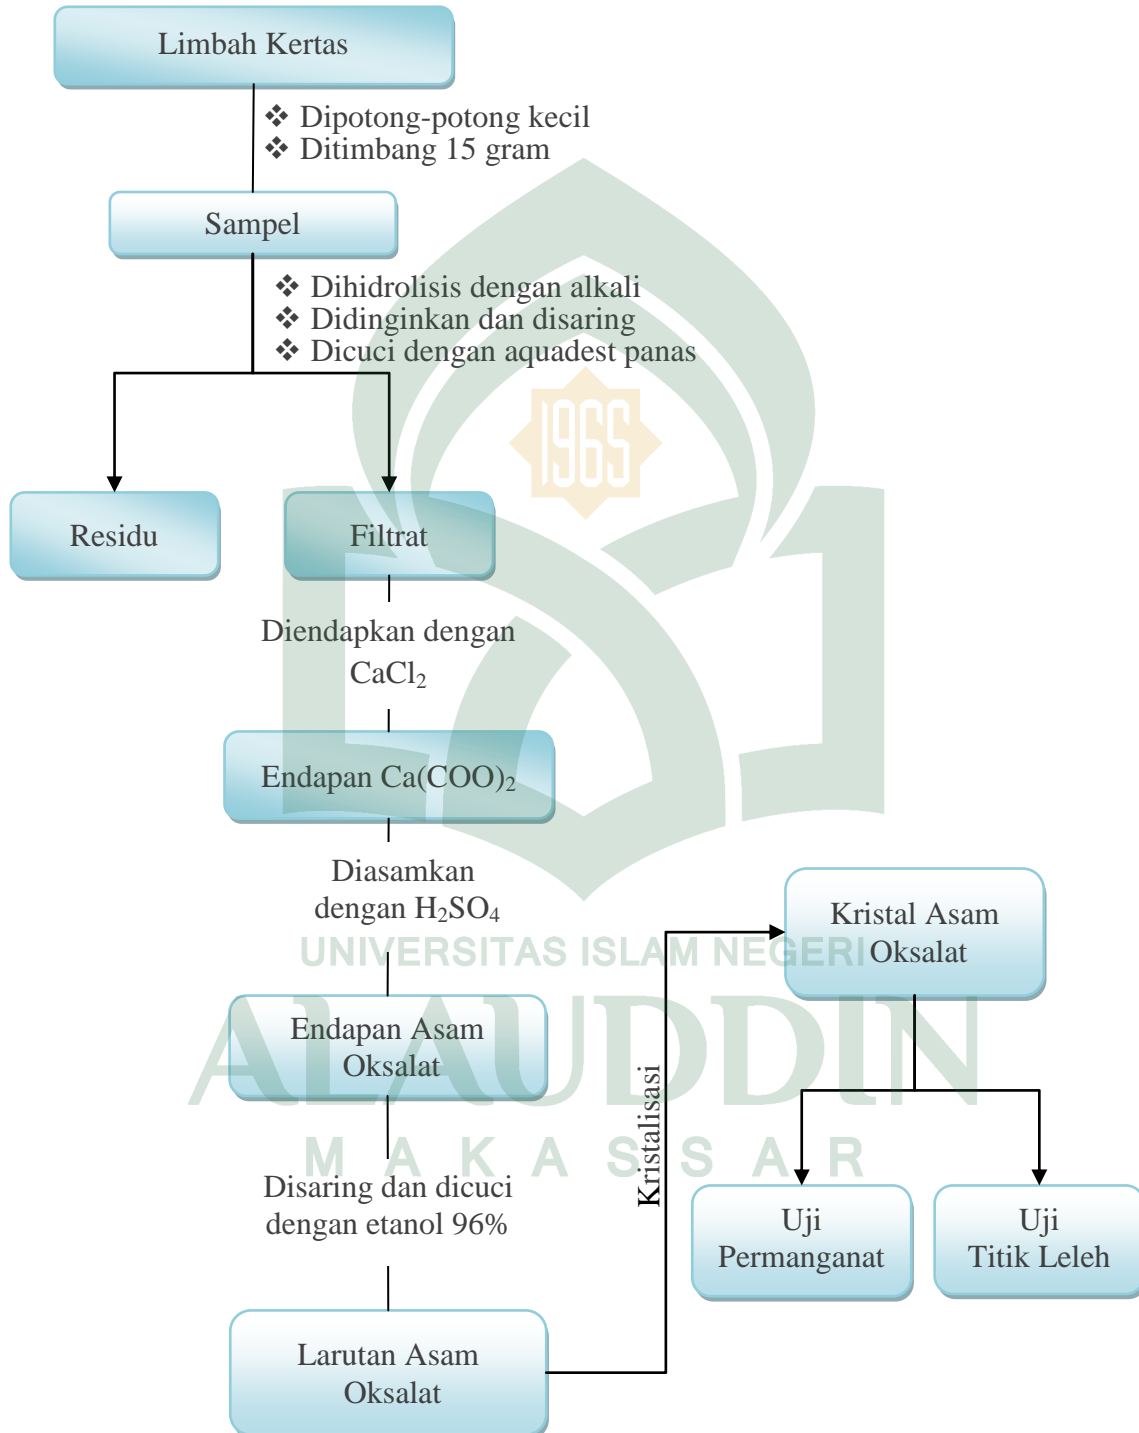 Limbah Kertas
❖ Dipotong-potong kecil
❖ Ditimbang 15 gram
Sampel
❖ Dihidrolisis dengan alkali
❖ Didinginkan dan disaring
❖ Dicuci dengan aquadest panas
1965
Residu
Filtrat
Diendapkan dengan
CaCl₂
Endapan Ca(COO)₂
Diasamkan
dengan H₂SO₄
UNIVERSITAS ISLAM NEGERI
ALAUDDIN
MAKASSAR
Endapan Asam
Oksalat
Disaring dan dicuci
dengan etanol 96%
Larutan Asam
Oksalat
Kristalisasi
Kristal Asam
Oksalat
Uji
Permanganat
Uji
Titik Leleh